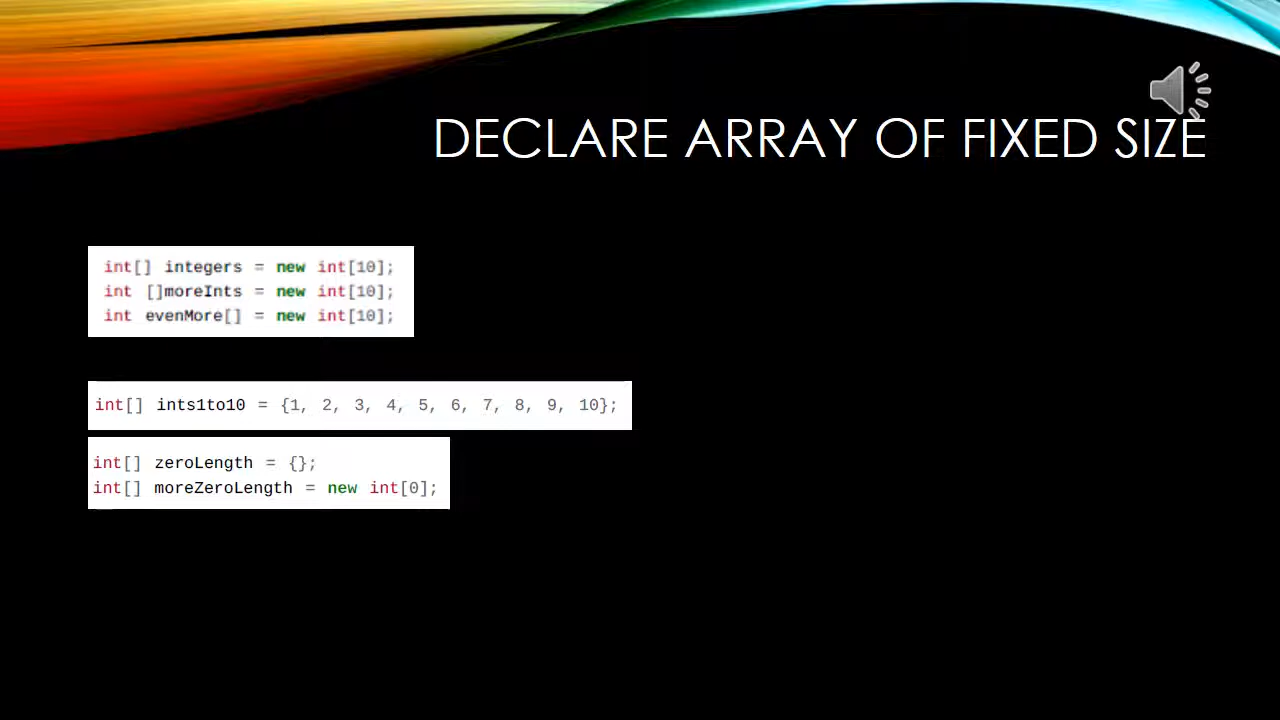 DECLARE ARRAY OF FIXED SIZE
int[] integers = new int[10];
int []moreInts = new int[10];
int evenMore[] = new int[10];
int[] ints1to10 = {1, 2, 3, 4, 5, 6, 7, 8, 9, 10};
int[] zeroLength = {};
int[] moreZeroLength = new int[0];